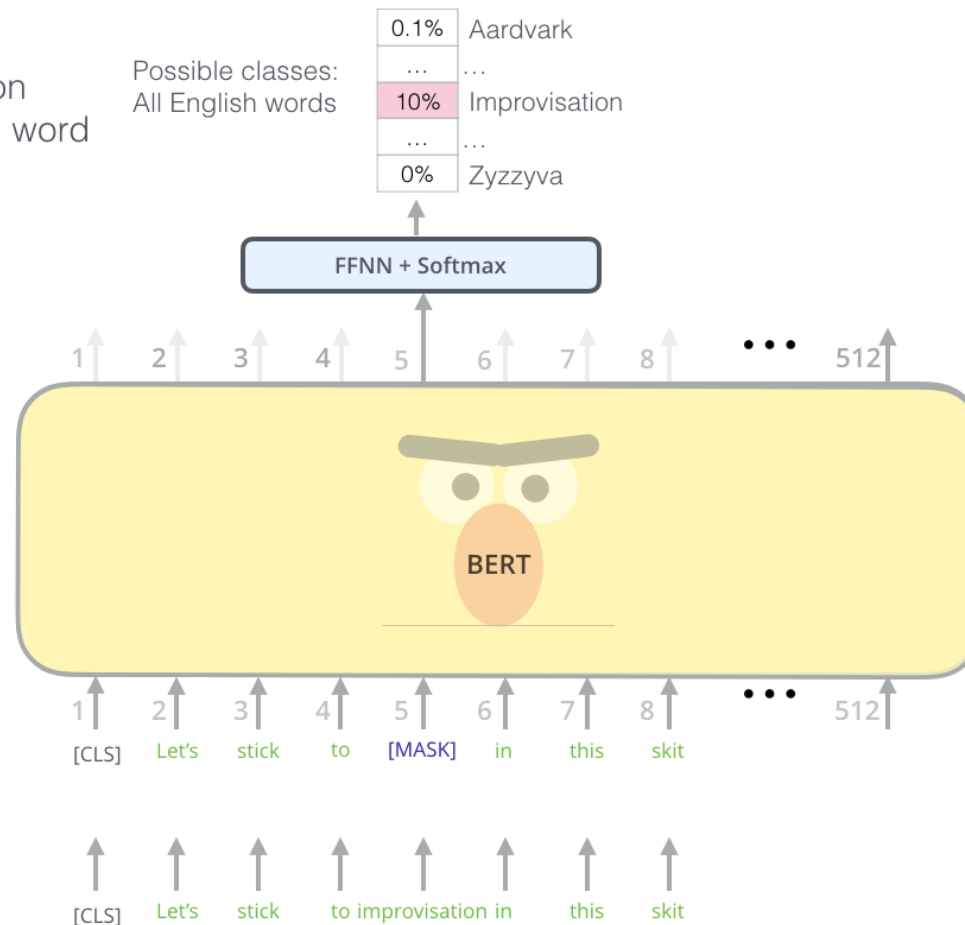 0.1% Aardvark
... ...
Possible classes:
All English words
10% Improvisation
on
word
... ...
0% Zyzzyva
FFNN + Softmax
1 2 3 4 5 6 7 8 ••• 512
BERT
1 2 3 4 5 6 7 8 ••• 512
[CLS] Let's stick to [MASK] in this skit
[CLS] Let's stick to improvisation in this skit